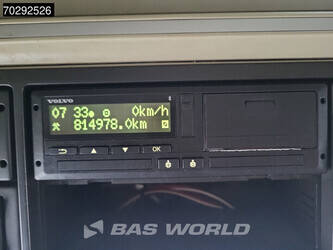 70292526
VOLVO
07 33 0km/h
814978.0km
OK
BAS WORLD